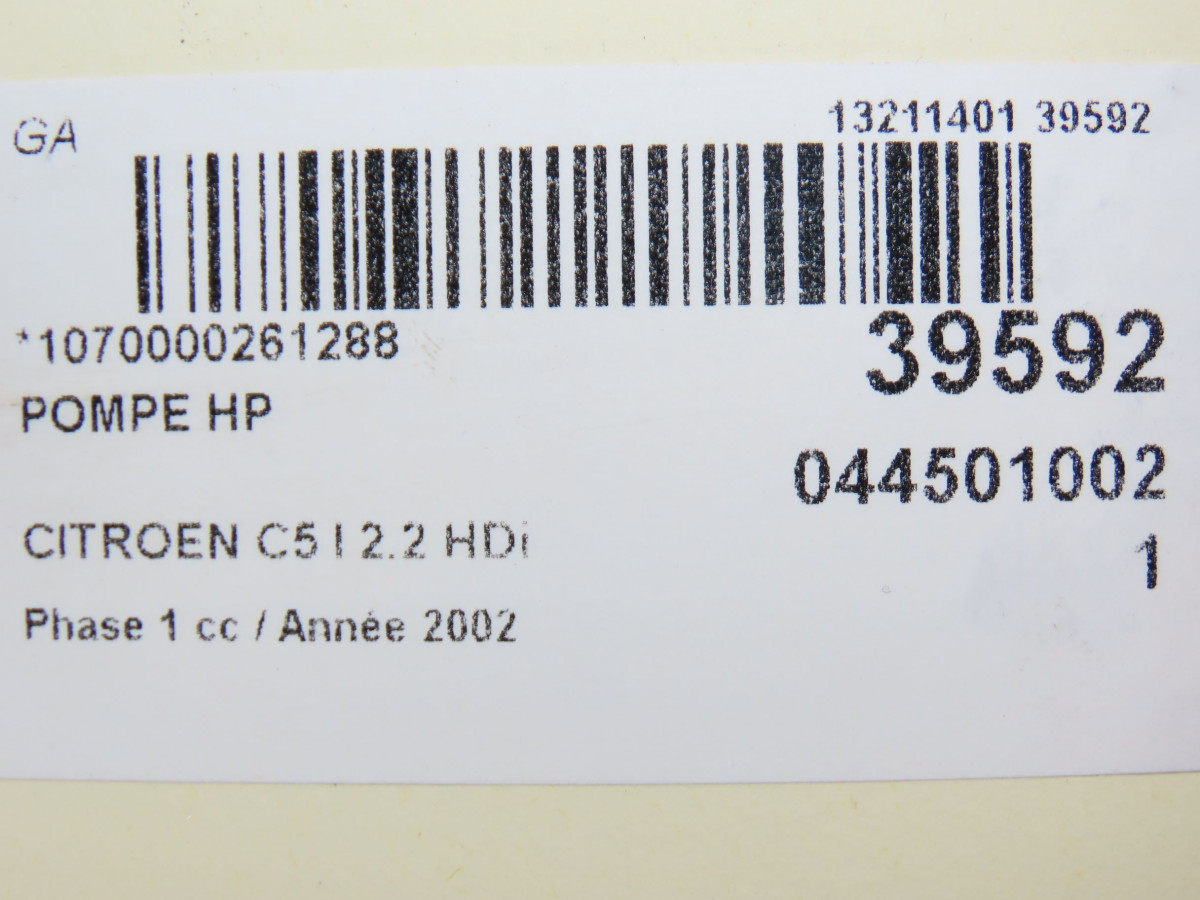 GA
13211401 39592
*1070000261288
39592
POMPE HP
044501002
1
CITROEN C5 I 2.2 HDi
Phase 1 cc / Année 2002